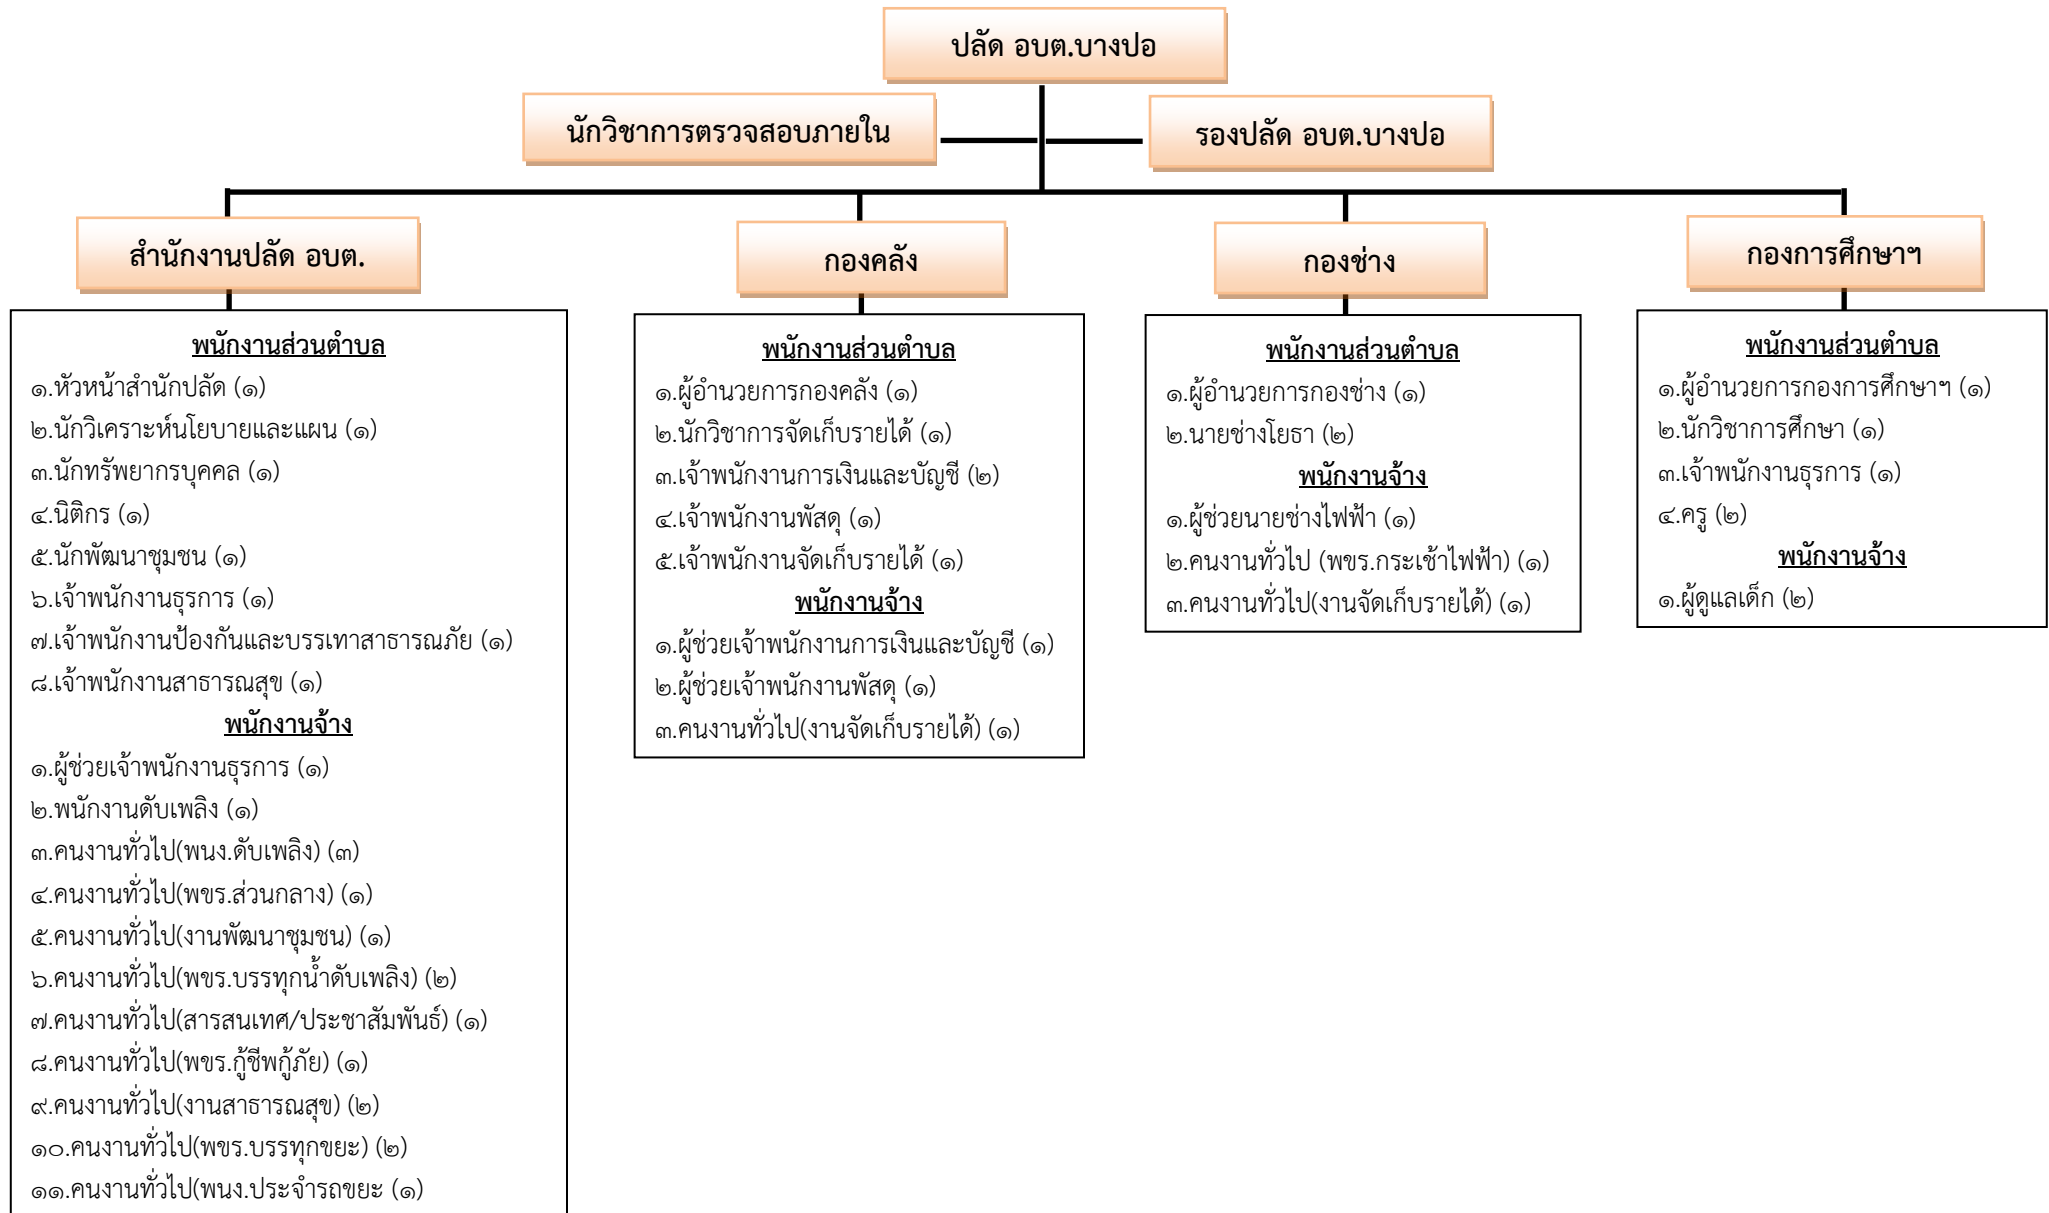 ปลัด อบต.บางปอ
นักวิชาการตรวจสอบภายใน
รองปลัด อบต.บางปอ
สำนักงานปลัด อบต.
กองคลัง
กองช่าง
กองการศึกษาฯ
พนักงานส่วนตำบล
๑.หัวหน้าสำนักปลัด (๑)
๒.นักวิเคราะห์นโยบายและแผน (๑)
๓.นักทรัพยากรบุคคล (๑)
๔.นิติกร (๑)
๕.นักพัฒนาชุมชน (๑)
๖.เจ้าพนักงานธุรการ (๑)
๗.เจ้าพนักงานป้องกันและบรรเทาสาธารณภัย (๑)
๘.เจ้าพนักงานสาธารณสุข (๑)
พนักงานจ้าง
๑.ผู้ช่วยเจ้าพนักงานธุรการ (๑)
๒.พนักงานดับเพลิง (๑)
๓.คนงานทั่วไป(พนง.ดับเพลิง) (๓)
๔.คนงานทั่วไป(พขร.ส่วนกลาง) (๑)
๕.คนงานทั่วไป(งานพัฒนาชุมชน) (๑)
๖.คนงานทั่วไป(พขร.บรรทุกน้ำดับเพลิง) (๒)
๗.คนงานทั่วไป(สารสนเทศ/ประชาสัมพันธ์) (๑)
๘.คนงานทั่วไป(พขร.กู้ชีพกู้ภัย) (๑)
๙.คนงานทั่วไป(งานสาธารณสุข) (๒)
๑๐.คนงานทั่วไป(พขร.บรรทุกขยะ) (๒)
๑๑.คนงานทั่วไป(พนง.ประจำรถขยะ (๑)
พนักงานส่วนตำบล
๑.ผู้อำนวยการกองคลัง (๑)
๒.นักวิชาการจัดเก็บรายได้ (๑)
๓.เจ้าพนักงานการเงินและบัญชี (๒)
๔.เจ้าพนักงานพัสดุ (๑)
๕.เจ้าพนักงานจัดเก็บรายได้ (๑)
พนักงานจ้าง
๑.ผู้ช่วยเจ้าพนักงานการเงินและบัญชี (๑)
๒.ผู้ช่วยเจ้าพนักงานพัสดุ (๑)
๓.คนงานทั่วไป(งานจัดเก็บรายได้) (๑)
พนักงานส่วนตำบล
๑.ผู้อำนวยการกองช่าง (๑)
๒.นายช่างโยธา (๒)
พนักงานจ้าง
๑.ผู้ช่วยนายช่างไฟฟ้า (๑)
๒.คนงานทั่วไป (พขร.กระเช้าไฟฟ้า) (๑)
๓.คนงานทั่วไป(งานจัดเก็บรายได้) (๑)
พนักงานส่วนตำบล
๑.ผู้อำนวยการกองการศึกษาฯ (๑)
๒.นักวิชาการศึกษา (๑)
๓.เจ้าพนักงานธุรการ (๑)
๔.ครู (๒)
พนักงานจ้าง
๑.ผู้ดูแลเด็ก (๒)